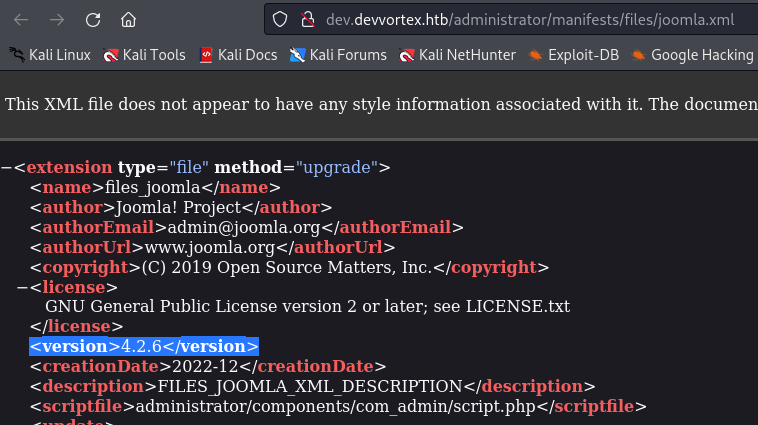 dev.devvortex.htb/administrator/manifests/files/joomla.xml
Kali Linux Kali Tools Kali Docs Kali Forums Kali NetHunter Exploit-DB Google Hacking
This XML file does not appear to have any style information associated with it. The documen
−<extension type="file" method="upgrade">
<name>files_joomla</name>
<author>Joomla! Project</author>
<authorEmail>admin@joomla.org</authorEmail>
<authorUrl>www.joomla.org</authorUrl>
<copyright>(C) 2019 Open Source Matters, Inc.</copyright>
−<license>
GNU General Public License version 2 or later; see LICENSE.txt
</license>
<version>4.2.6</version>
<creationDate>2022-12</creationDate>
<description>FILES_JOOMLA_XML_DESCRIPTION</description>
<scriptfile>administrator/components/com_admin/script.php</scriptfile>
<update>